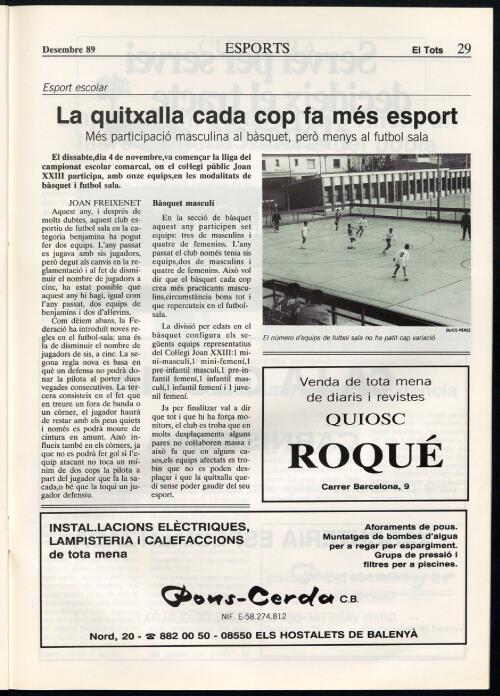 Desembre 89
ESPORTS
El Tots 29
Esport escolar
La quitxalla cada cop fa més esport
Més participació masculina al bàsquet, però menys al futbol sala
El dissabte,dia 4 de novembre,va començar la lliga del
campionat escolar comarcal, on el col·legi públic Joan
XXIII participa, amb onze equips,en les modalitats de
bàsquet i futbol sala.
JOAN FREIXENET
Aquest any, i després de
molts dubtes, aquest club es-
portiu de futbol sala en la
categoria benjamina ha pogut
fer dos equips. L'any passat
es jugava amb sis jugadors,
però degut als canvis en la re-
glamentació i al fet de dismi-
nuir el nombre de jugadors a
cinc, ha estat possible que
aquest any hi hagi, igual com
l'any passat, dos equips de
benjamins i dos d'alevins.
Com dèiem abans, la Fe-
deració ha introduït noves re-
gles en el futbol-sala: una és
la de disminuir el nombre de
jugadors de sis, a cinc. La se-
gona regla nova es basa en
què un defensa no podrà do-
nar la pilota al porter dues
vegades consecutives. La ter-
cera consisteix en el fet que
en treure un fora de banda o
un còrner, el jugador haurà
de restar amb els peus quiets
i només es podrà moure de
cintura en amunt. Això in-
flueix també en els còrners, ja
que no es podrà fer gol si l'e-
quip atacant no toca un mí-
nim de dos cops la pilota a
part del jugador que fa la sa-
cada,o bé que la toqui un ju-
gador defensiu.
Bàsquet masculí
En la secció de bàsquet
aquest any participen set
equips: tres de masculins i
quatre de femenins. L'any
passat el club només tenia sis
equips,dos de masculins i
quatre de femenins. Això vol
dir que el bàsquet cada cop
crea més practicants mascu-
lins,circumstància bona tot i
que repercuteix en el futbol-
sala.
La divisió per edats en el
bàsquet configura els se-
güents equips representatius
del Col·legi Joan XXIII:1 mi-
ni-masculí,1 mini-femení,1
pre-infantil masculí,1 pre-in-
fantil femení,1 infantil mas-
culí,1 infantil femení i 1 juve-
nil femení.
Ja per finalitzar val a dir
que tot i que hi ha força mo-
nitors, el club es troba que en
molts desplaçaments alguns
pares no col·laboren massa i
això fa que en alguns ca-
sos,els equips afectats es tro-
bin que no es poden des-
plaçar i que la quitxalla que-
di sense poder gaudir del seu
esport.
QUICO PÉREZ
El número d'equips de futbol sala no ha patit cap variació
Venda de tota mena
de diaris i revistes
QUIOSC
ROQUÉ
Carrer Barcelona, 9
INSTAL.LACIONS ELÈCTRIQUES,
LAMPISTERIA i CALEFACCIONS
de tota mena
Aforaments de pous.
Muntatges de bombes d'aigua
per a regar per espargiment.
Grups de pressió i
filtres per a piscines.
Pons-Cerda C.B.
NIF. E-58.274.812
Nord, 20 - ☎ 882 00 50 - 08550 ELS HOSTALETS DE BALENYÀ